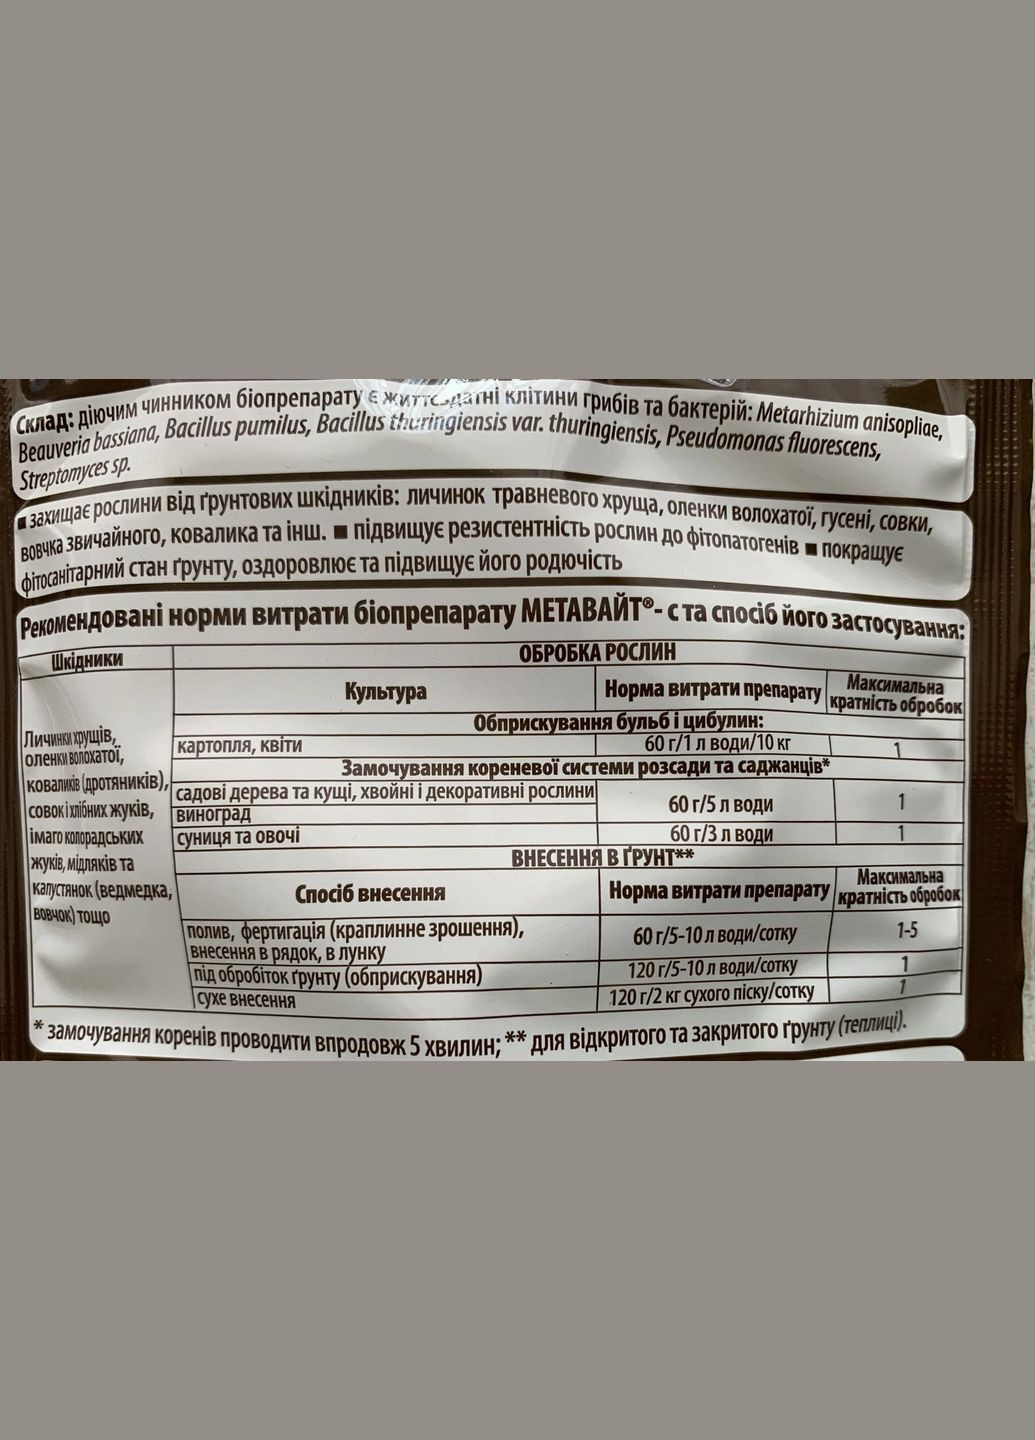 Склад: діючим чинником біопрепарату є життєздатні клітини грибів та бактерій: Metarhizium anisopliae,
Beauveria bassiana, Bacillus pumilus, Bacillus thuringiensis var. thuringiensis, Pseudomonas fluorescens,
Streptomyces sp.
■ захищає рослини від ґрунтових шкідників: личинок травневого хруща, оленки волохатої, гусені, совки,
вовчка звичайного, ковалика та інш. ■ підвищує резистентність рослин до фітопатогенів ■ покращує
фітосанітарний стан ґрунту, оздоровлює та підвищує його родючість
Рекомендовані норми витрати біопрепарату МЕТАВАЙТ®- с та спосіб його застосування:
Шкідники
ОБРОБКА РОСЛИН
Культура
Норма витрати препарату
Максимальна
кратність обробок
Обприскування бульб і цибулин:
картопля, квіти
60 г/1 л води/10 кг
1
Замочування кореневої системи розсади та саджанців*
садові дерева та кущі, хвойні і декоративні рослини
виноград
60 г/5 л води
1
суниця та овочі
60 г/3 л води
1
ВНЕСЕННЯ В ҐРУНТ**
Спосіб внесення
Норма витрати препарату
Максимальна
кратність обробок
полив, фертигація (краплинне зрошення),
внесення в рядок, в лунку
60 г/5-10 л води/сотку
1-5
під обробіток ґрунту (обприскування)
120 г/5-10 л води/сотку
1
сухе внесення
120 г/2 кг сухого піску/сотку
1
Личинки хрущів,
оленки волохатої,
коваликів (дротяників),
совок і хлібних жуків,
імаго колорадських
жуків, мідляків та
капустянок (ведмедка,
вовчок) тощо
* замочування коренів проводити впродовж 5 хвилин; ** для відкритого та закритого ґрунту (теплиці).